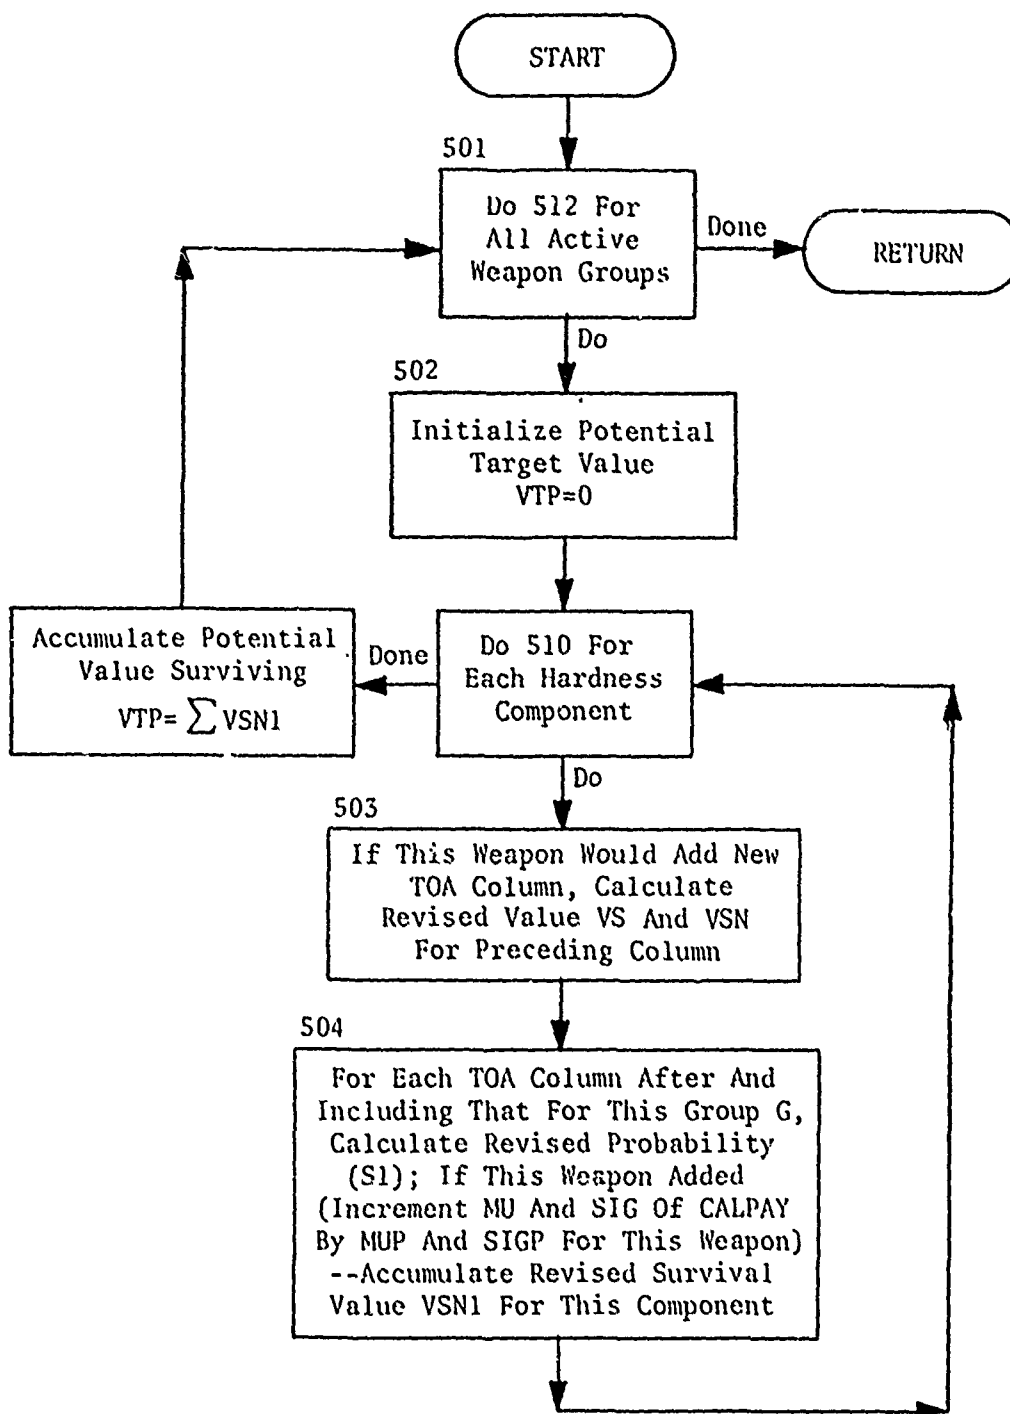 START
501
Do 512 For
All Active
Weapon Groups
Done
RETURN
Do
502
Initialize Potential
Target Value
VTP=0
Accumulate Potential
Value Surviving
VTP= ∑ VSN1
Done
Do 510 For
Each Hardness
Component
Do
503
If This Weapon Would Add New
TOA Column, Calculate
Revised Value VS And VSN
For Preceding Column
504
For Each TOA Column After And
Including That For This Group G,
Calculate Revised Probability
(S1); If This Weapon Added
(Increment MU And SIG Of CALPAY
By MUP And SIGP For This Weapon)
--Accumulate Revised Survival
Value VSN1 For This Component